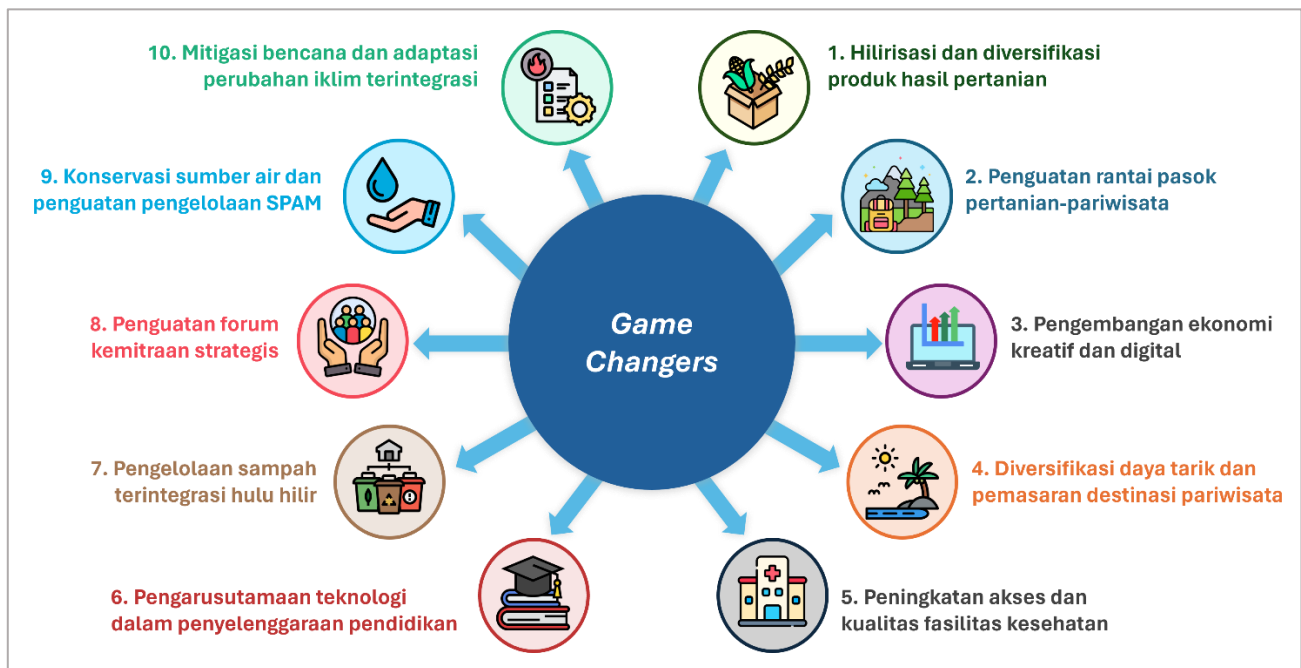 Game
Changers
1. Hilirisasi dan diversifikasi
produk hasil pertanian
2. Penguatan rantai pasok
pertanian-pariwisata
3. Pengembangan ekonomi
kreatif dan digital
4. Diversifikasi daya tarik dan
pemasaran destinasi pariwisata
5. Peningkatan akses dan
kualitas fasilitas kesehatan
6. Pengarusutamaan teknologi
dalam penyelenggaraan pendidikan
7. Pengelolaan sampah
terintegrasi hulu hilir
8. Penguatan forum
kemitraan strategis
9. Konservasi sumber air dan
penguatan pengelolaan SPAM
10. Mitigasi bencana dan adaptasi
perubahan iklim terintegrasi